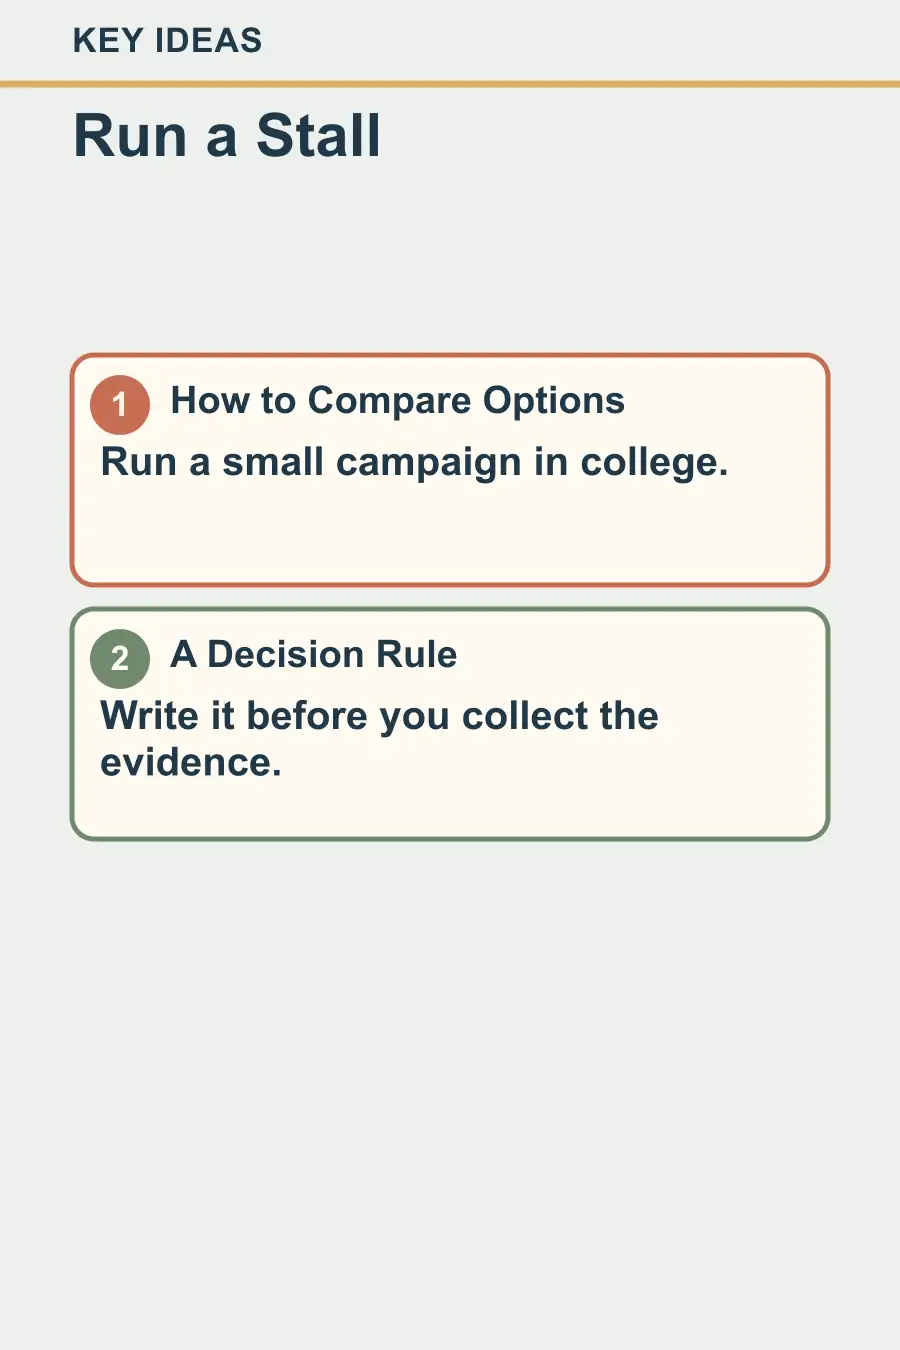 KEY IDEAS
Run a Stall
1 How to Compare Options
Run a small campaign in college.
2 A Decision Rule
Write it before you collect the
evidence.